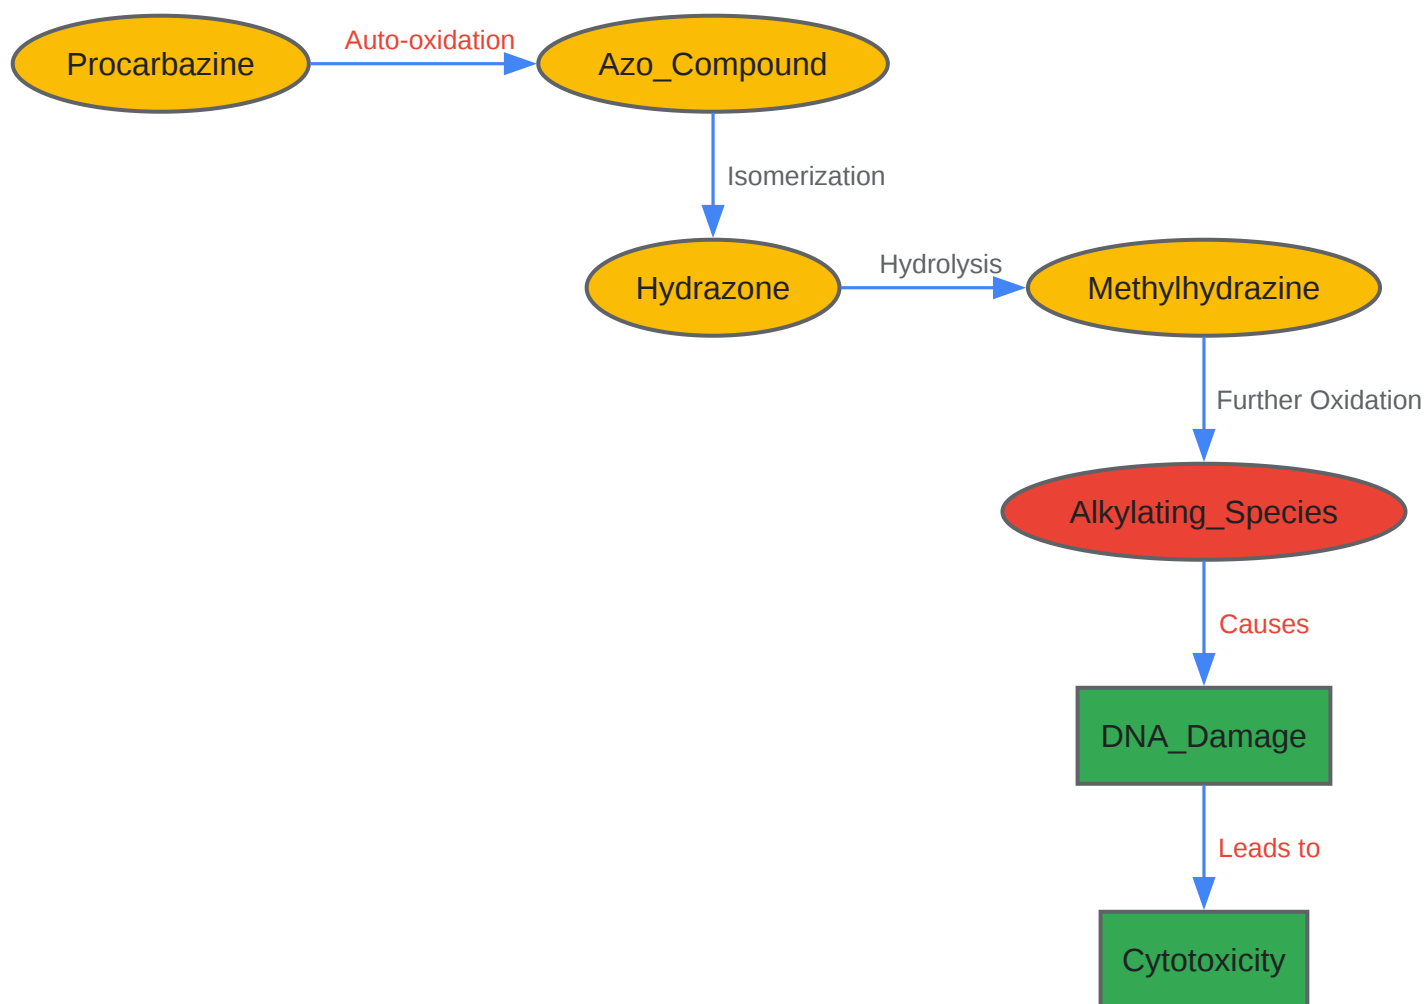 Procarbazine
Auto-oxidation
Azo_Compound
Isomerization
Hydrazone
Hydrolysis
Methylhydrazine
Further Oxidation
Alkylating_Species
Causes
DNA_Damage
Leads to
Cytotoxicity